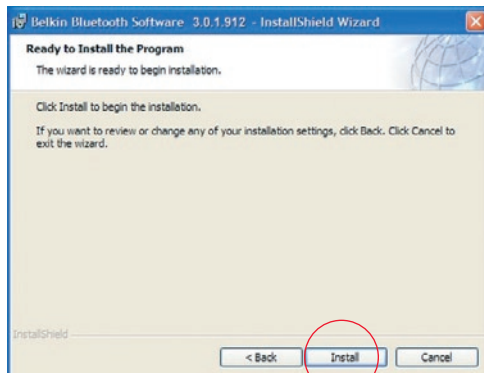 Belkin Bluetooth Software 3.0.1.912 - InstallShield Wizard
Ready to Install the Program
The wizard is ready to begin installation.
Click Install to begin the installation.
If you want to review or change any of your installation settings, click Back. Click Cancel to
exit the wizard.
InstallShield
< Back Install Cancel